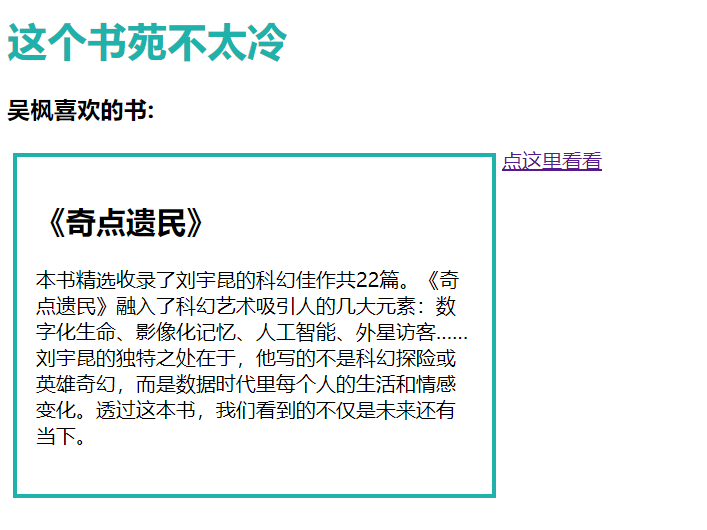 这个书苑不太冷
吴枫喜欢的书:
点这里看看
《奇点遗民》
本书精选收录了刘宇昆的科幻佳作共22篇。《奇
点遗民》融入了科幻艺术吸引人的几大元素：数
字化生命、影像化记忆、人工智能、外星访客……
刘宇昆的独特之处在于，他写的不是科幻探险或
英雄奇幻，而是数据时代里每个人的生活和情感
变化。透过这本书，我们看到的不仅是未来还有
当下。